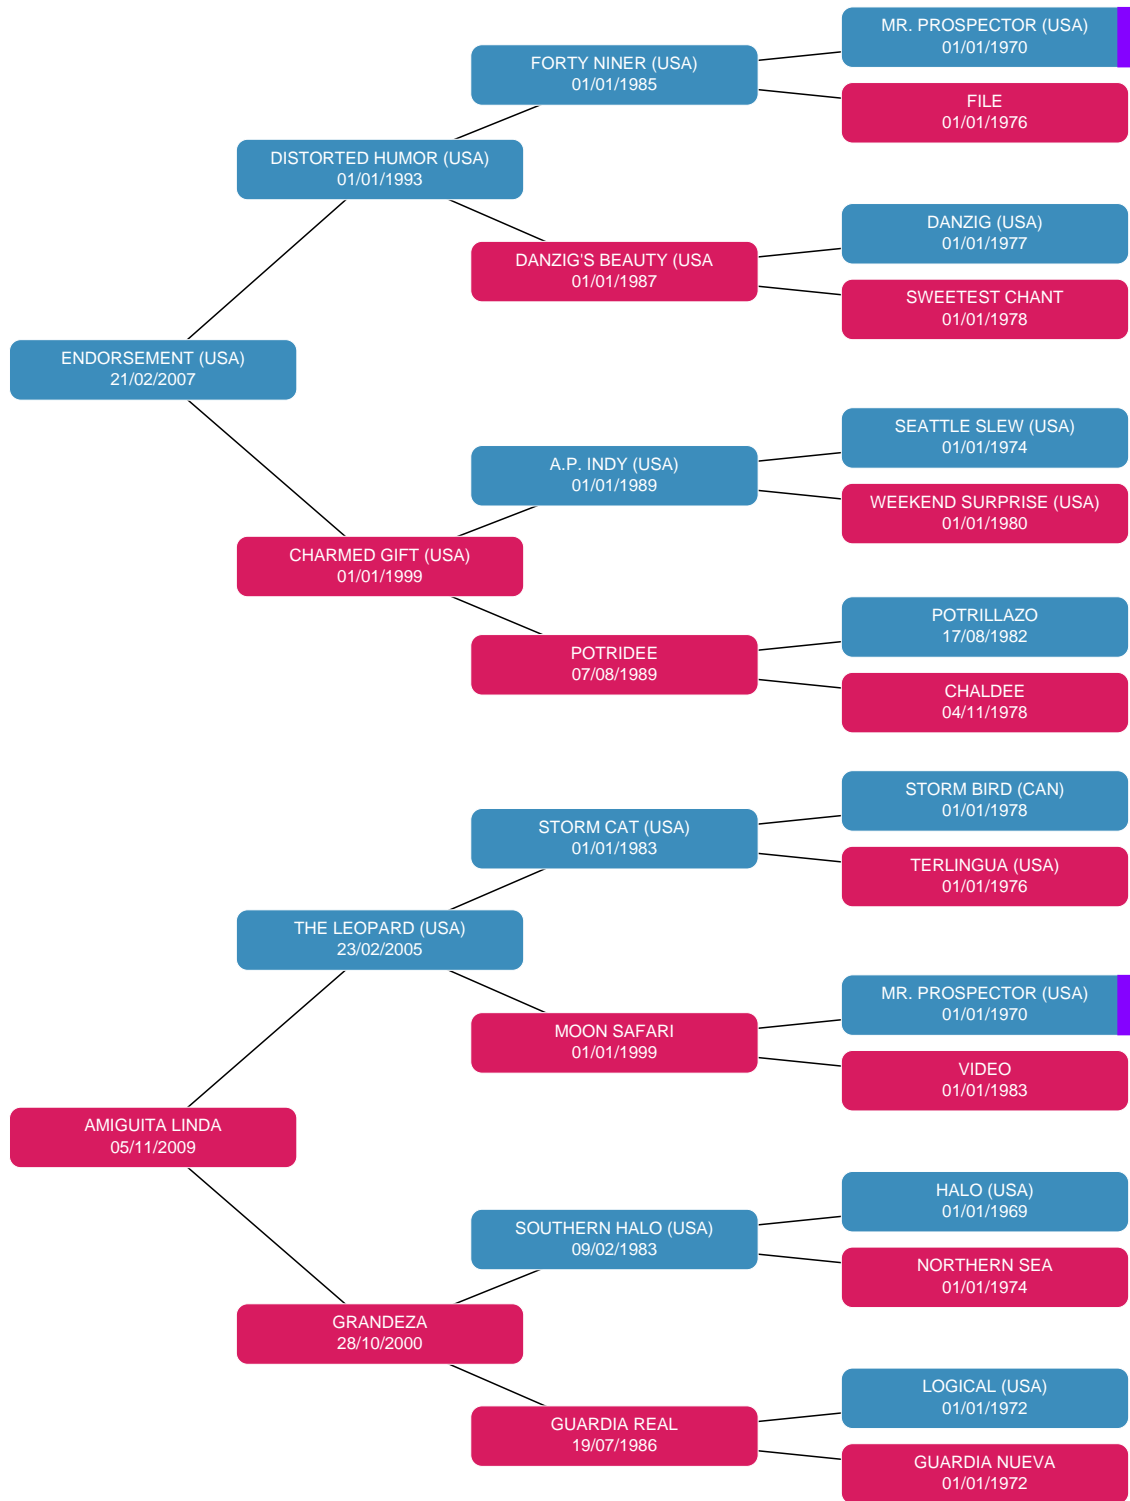 MR. PROSPECTOR (USA)
01/01/1970
FORTY NINER (USA)
01/01/1985
FILE
01/01/1976
DISTORTED HUMOR (USA)
01/01/1993
DANZIG (USA)
01/01/1977
DANZIG'S BEAUTY (USA
01/01/1987
SWEETEST CHANT
01/01/1978
ENDORSEMENT (USA)
21/02/2007
SEATTLE SLEW (USA)
01/01/1974
A.P. INDY (USA)
01/01/1989
WEEKEND SURPRISE (USA)
01/01/1980
CHARMED GIFT (USA)
01/01/1999
POTRILLAZO
17/08/1982
POTRIDEE
07/08/1989
CHALDEE
04/11/1978
STORM BIRD (CAN)
01/01/1978
STORM CAT (USA)
01/01/1983
TERLINGUA (USA)
01/01/1976
THE LEOPARD (USA)
23/02/2005
MR. PROSPECTOR (USA)
01/01/1970
MOON SAFARI
01/01/1999
VIDEO
01/01/1983
AMIGUITA LINDA
05/11/2009
HALO (USA)
01/01/1969
SOUTHERN HALO (USA)
09/02/1983
NORTHERN SEA
01/01/1974
GRANDEZA
28/10/2000
LOGICAL (USA)
01/01/1972
GUARDIA REAL
19/07/1986
GUARDIA NUEVA
01/01/1972